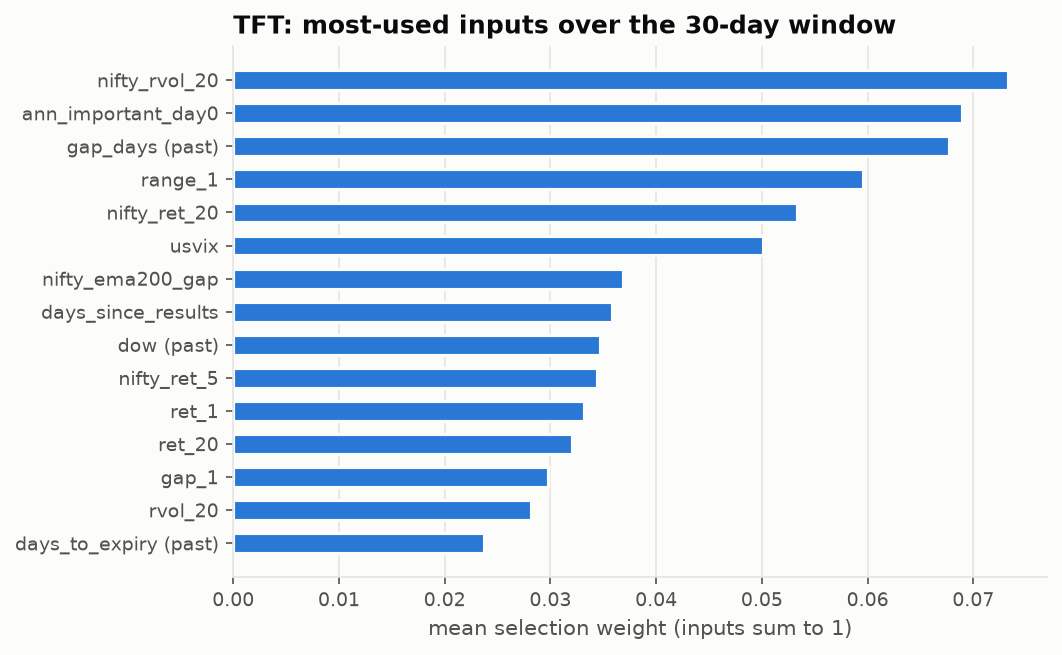 TFT: most-used inputs over the 30-day window
nifty_rvol_20
ann_important_day0
gap_days (past)
range_1
nifty_ret_20
usvix
nifty_ema200_gap
days_since_results
dow (past)
nifty_ret_5
ret_1
ret_20
gap_1
rvol_20
days_to_expiry (past)
0.00 0.01 0.02 0.03 0.04 0.05 0.06 0.07
mean selection weight (inputs sum to 1)